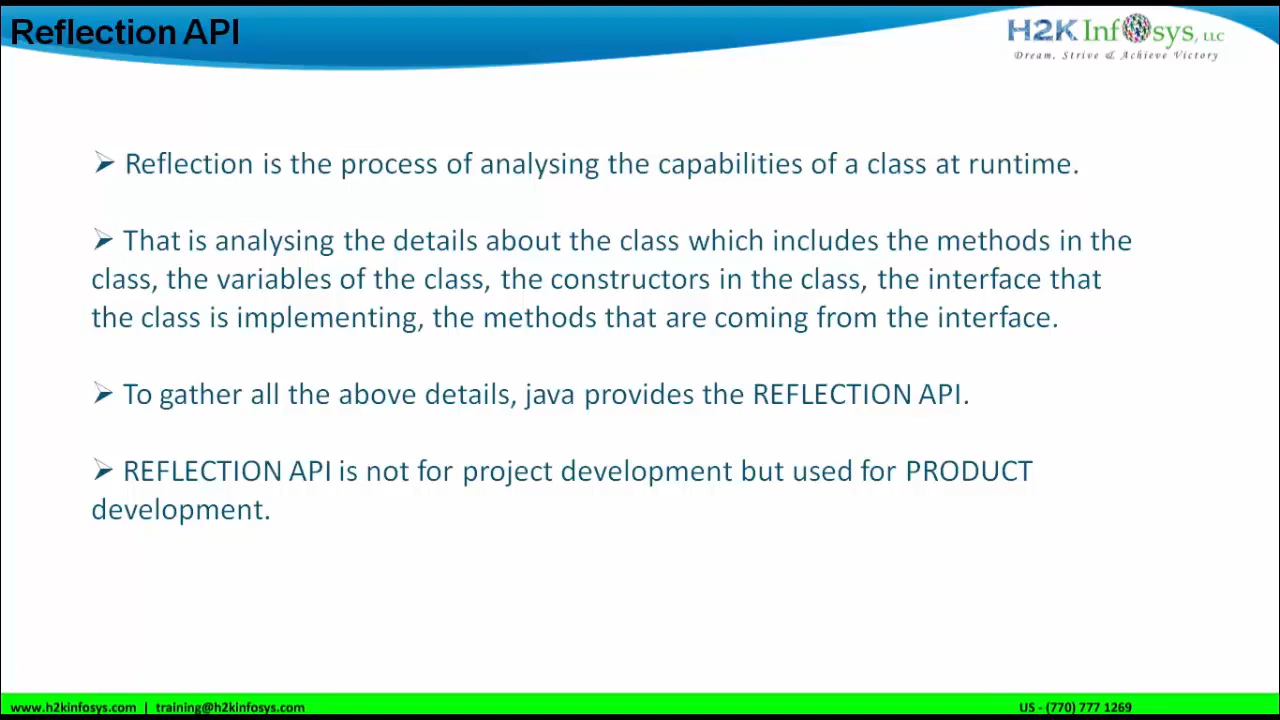 Reflection API
H2K Infosys, LLC
Dream, Strive & Achieve Victory
➢ Reflection is the process of analysing the capabilities of a class at runtime.
➢ That is analysing the details about the class which includes the methods in the
class, the variables of the class, the constructors in the class, the interface that
the class is implementing, the methods that are coming from the interface.
➢ To gather all the above details, java provides the REFLECTION API.
➢ REFLECTION API is not for project development but used for PRODUCT
development.
www.h2kinfosys.com | training@h2kinfosys.com
US - (770) 777 1269